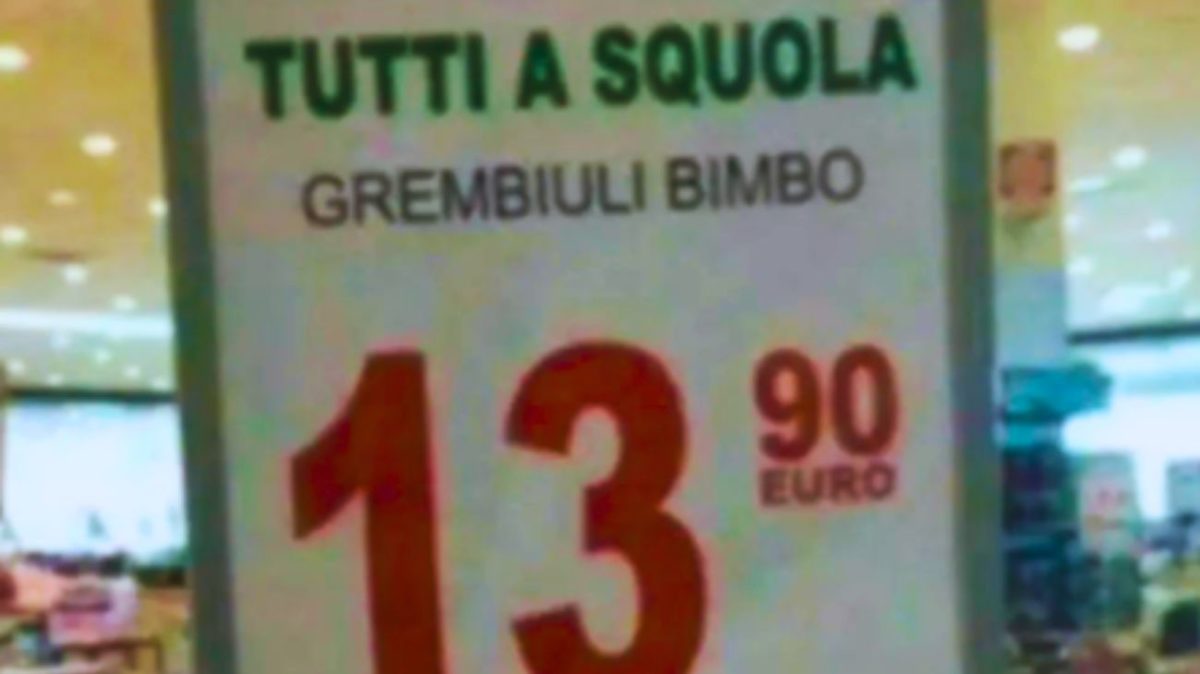 TUTTI A SQUOLA
GREMBIULI BIMBO
13 90
EURO